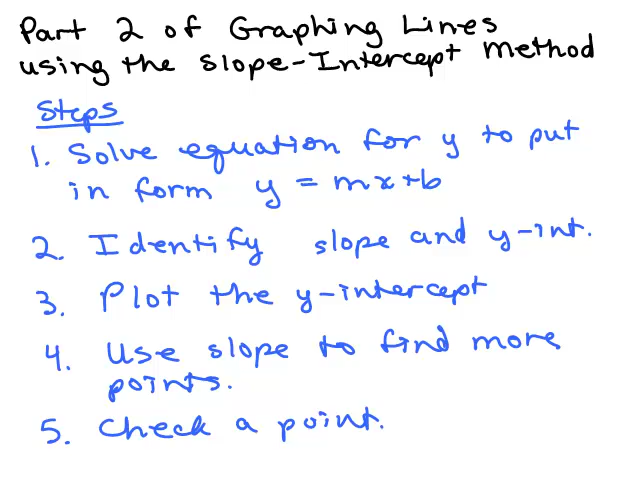 Part 2 of Graphing Lines
using the Slope-Intercept method
Steps
1. Solve equation for y to put
in form y = mx+b
2. Identify slope and y-int.
3. Plot the y-intercept
4. Use slope to find more
points.
5. Check a point.